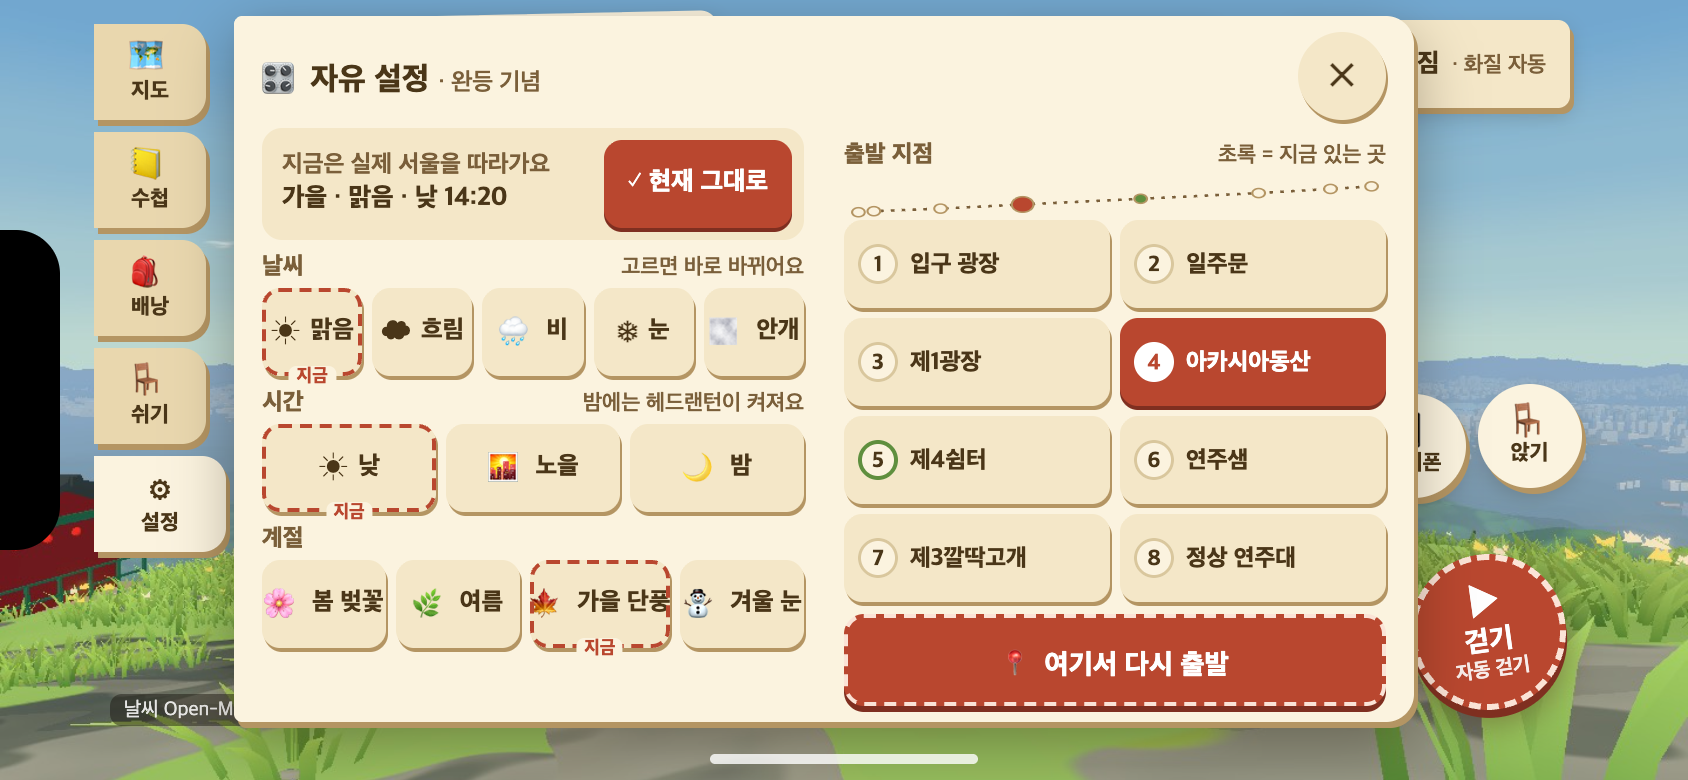 지도
수첩
배낭
쉬기
설정
자유 설정 · 완등 기념
지금은 실제 서울을 따라가요
가을 · 맑음 · 낮 14:20
✓ 현재 그대로
날씨
고르면 바로 바뀌어요
맑음
지금
흐림
비
눈
안개
시간
밤에는 헤드랜턴이 켜져요
낮
지금
노을
밤
계절
봄 벚꽃
여름
가을 단풍
지금
겨울 눈
출발 지점
초록 = 지금 있는 곳
1 입구 광장
2 일주문
3 제1광장
4 아카시아동산
5 제4쉼터
6 연주샘
7 제3깔딱고개
8 정상 연주대
여기서 다시 출발
짐 · 화질 자동
폰
앉기
걷기
자동 걷기
날씨 Open-M